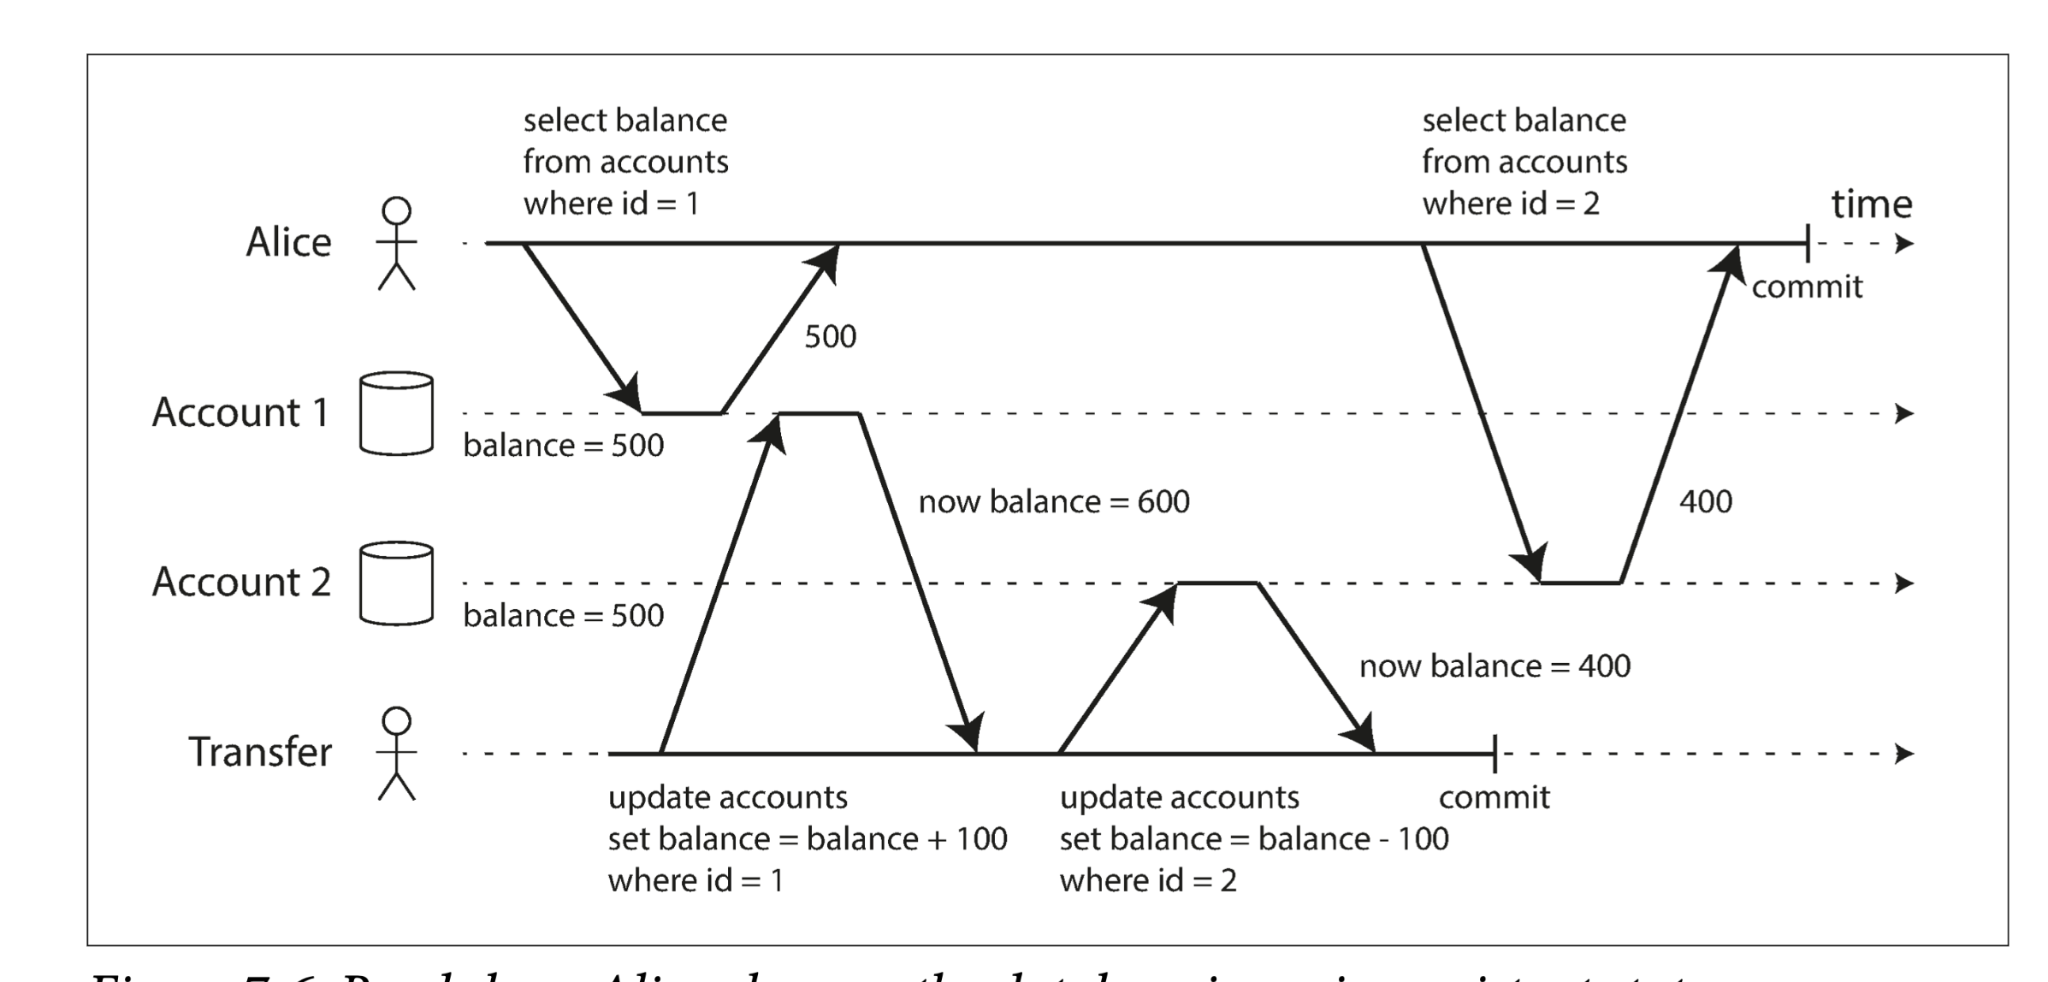 select balance
from accounts
where id = 1
select balance
from accounts
where id = 2
time
Alice
commit
500
Account 1
balance = 500
now balance = 600
400
Account 2
balance = 500
now balance = 400
Transfer
update accounts
set balance = balance + 100
where id = 1
update accounts
set balance = balance - 100
where id = 2
commit